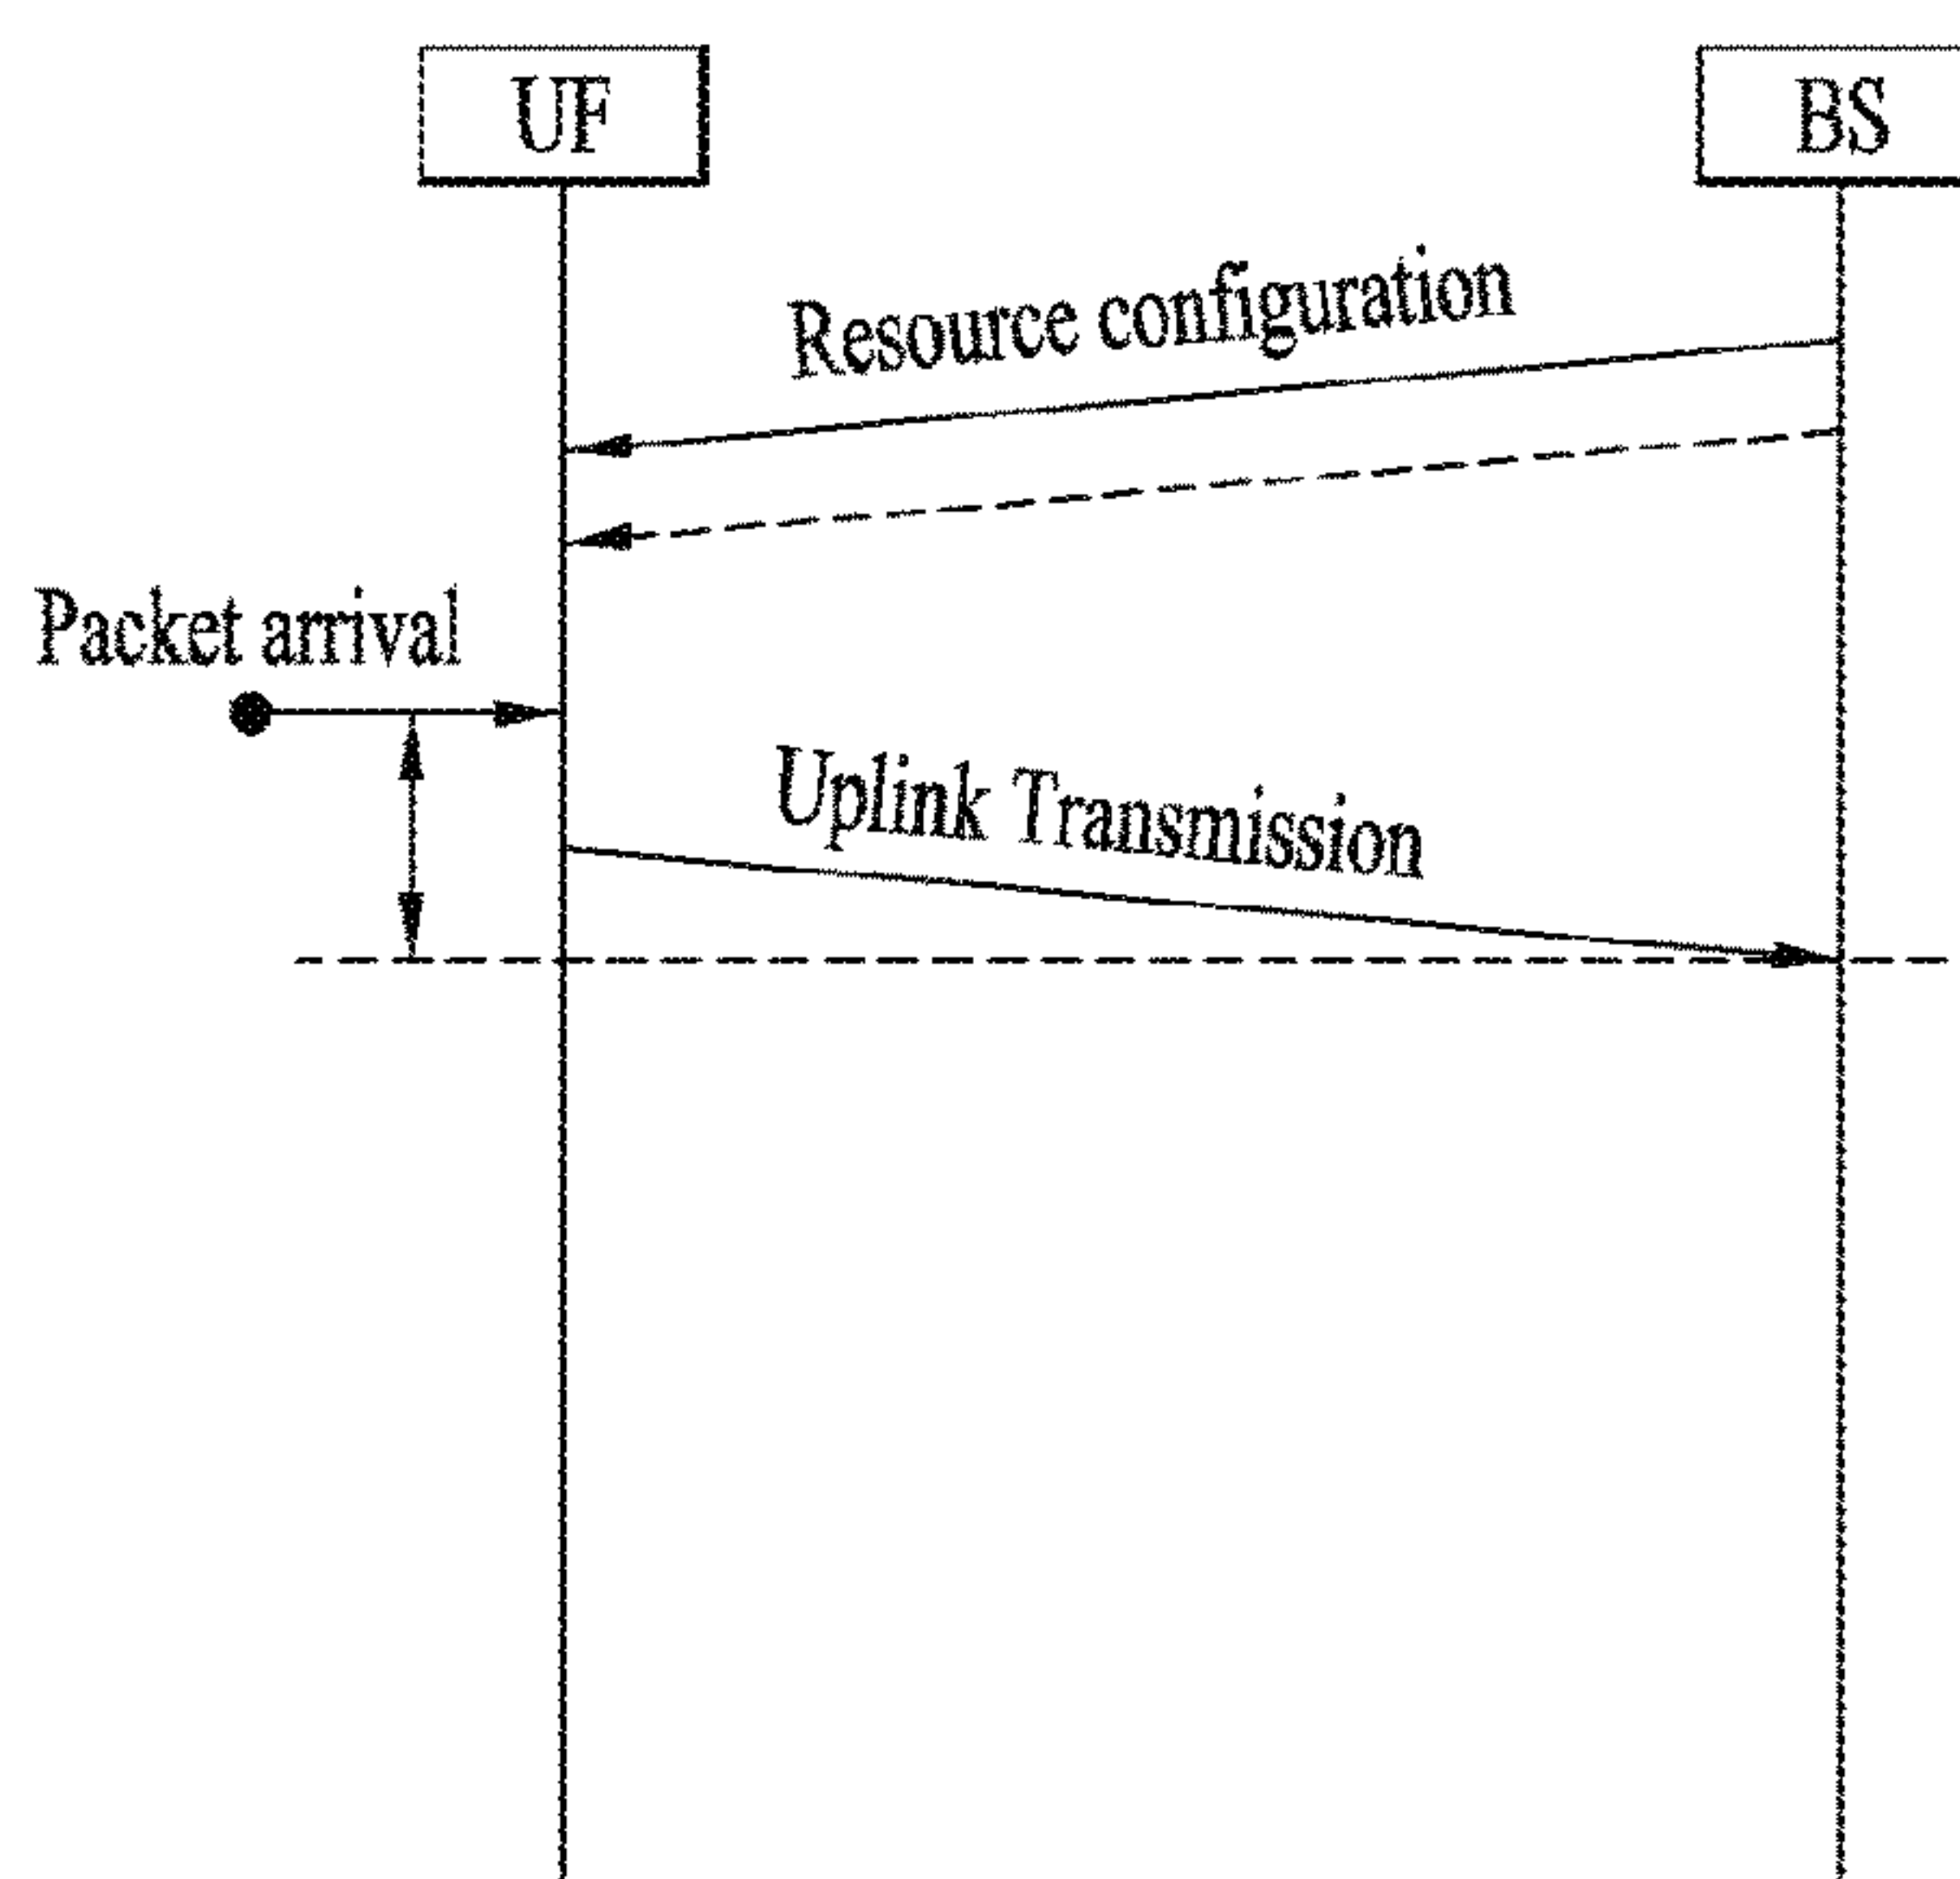 UF
BS
Resource configuration
Packet arrival
Uplink Transmission